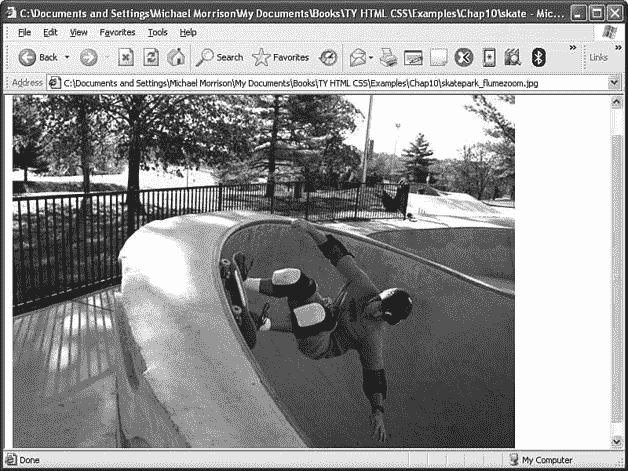 C:\Documents and Settings\Michael Morrison\My Documents\Books\TY HTML CSS\Examples\Chap10\skate - Mic...
File Edit View Favorites Tools Help
Back Search Favorites » Links »
Address C:\Documents and Settings\Michael Morrison\My Documents\Books\TY HTML CSS\Examples\Chap10\skatepark_flumezoom.jpg
Done My Computer